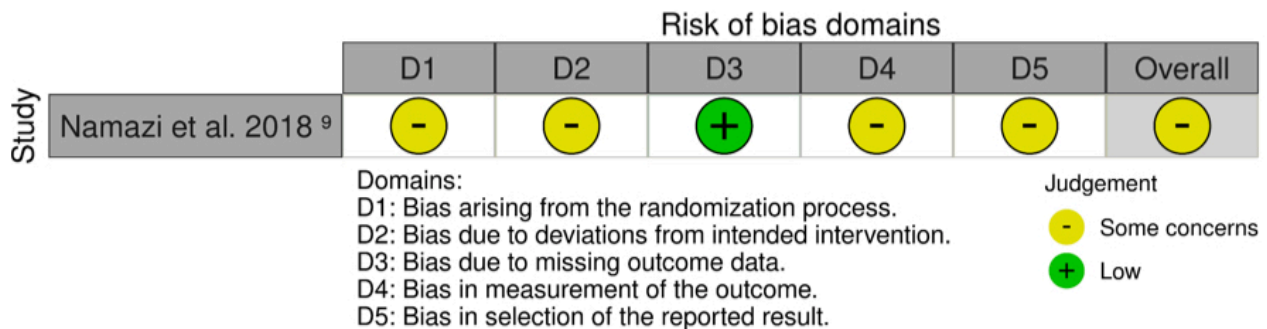 Risk of bias domains
D1 D2 D3 D4 D5 Overall
Study
Namazi et al. 2018 ⁹ - - + - - -
Domains:
D1: Bias arising from the randomization process.
D2: Bias due to deviations from intended intervention.
D3: Bias due to missing outcome data.
D4: Bias in measurement of the outcome.
D5: Bias in selection of the reported result.
Judgement
- Some concerns
+ Low